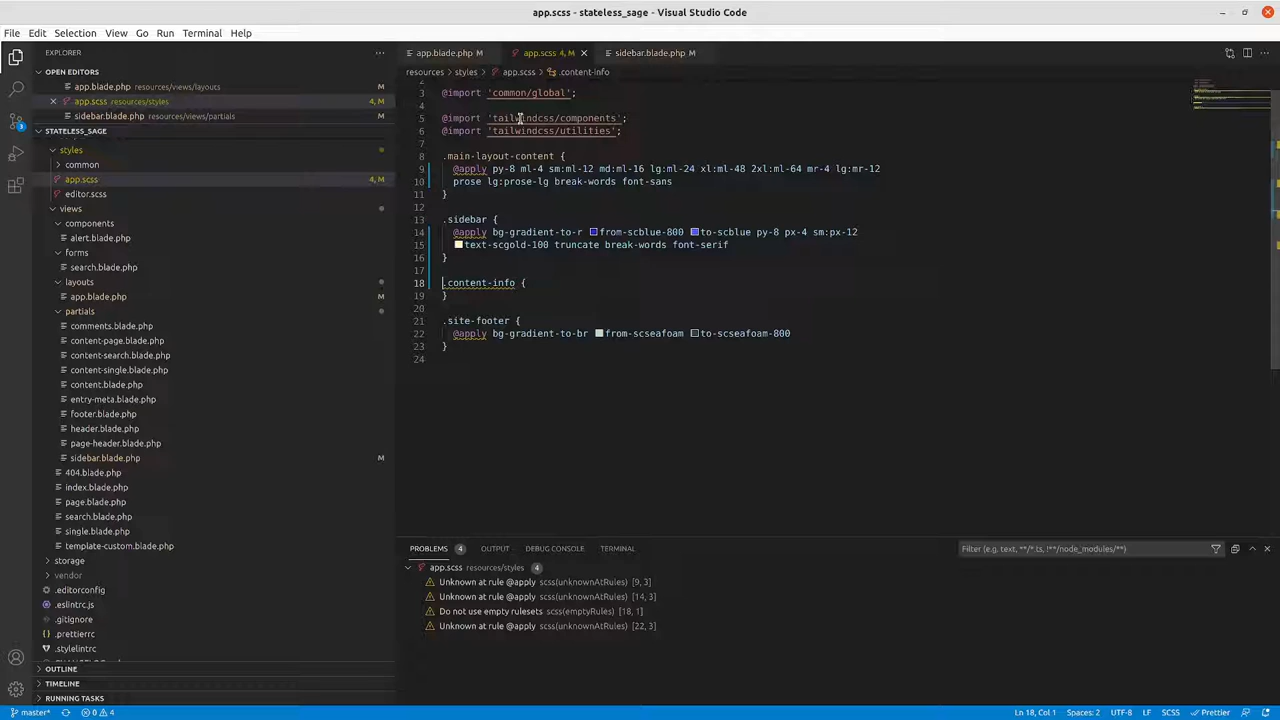 app.scss - stateless_sage - Visual Studio Code
File Edit Selection View Go Run Terminal Help
EXPLORER
OPEN EDITORS
app.blade.php resources/views/layouts
app.scss resources/styles 4, M
sidebar.blade.php resources/views/partials M
STATELESS_SAGE
styles
common
app.scss 4, M
editor.scss
views
components
alert.blade.php
forms
search.blade.php
layouts
app.blade.php M
partials
comments.blade.php
content-page.blade.php
content-search.blade.php
content-single.blade.php
content.blade.php
entry-meta.blade.php
footer.blade.php
header.blade.php
page-header.blade.php
sidebar.blade.php M
404.blade.php
index.blade.php
page.blade.php
search.blade.php
single.blade.php
template-custom.blade.php
storage
vendor
.editorconfig
.eslintrc.js
.gitignore
.prettierrc
.stylelintrc
OUTLINE
TIMELINE
RUNNING TASKS
3
app.blade.php M app.scss 4, M sidebar.blade.php M
resources styles app.scss .content-info
3 @import 'common/global';
4
5 @import 'tailwindcss/components';
6 @import 'tailwindcss/utilities';
7
8 .main-layout-content {
9 @apply py-8 ml-4 sm:ml-12 md:ml-16 lg:ml-24 xl:ml-48 2xl:ml-64 mr-4 lg:mr-12
10 prose lg:prose-lg break-words font-sans
11 }
12
13 .sidebar {
14 @apply bg-gradient-to-r from-scblue-800 to-scblue py-8 px-4 sm:px-12
15 text-scgold-100 truncate break-words font-serif
16 }
17
18 .content-info {
19 }
20
21 .site-footer {
22 @apply bg-gradient-to-br from-scseafoam to-scseafoam-800
23 }
24
PROBLEMS 4 OUTPUT DEBUG CONSOLE TERMINAL
Filter (e.g. text, **/*.ts, !**/node_modules/**)
app.scss resources/styles 4
Unknown at rule @apply scss(unknownAtRules) [9, 3]
Unknown at rule @apply scss(unknownAtRules) [14, 3]
Do not use empty rulesets scss(emptyRules) [18, 1]
Unknown at rule @apply scss(unknownAtRules) [22, 3]
master* 0 4 Ln 18, Col 1 Spaces: 2 UTF-8 LF SCSS Prettier